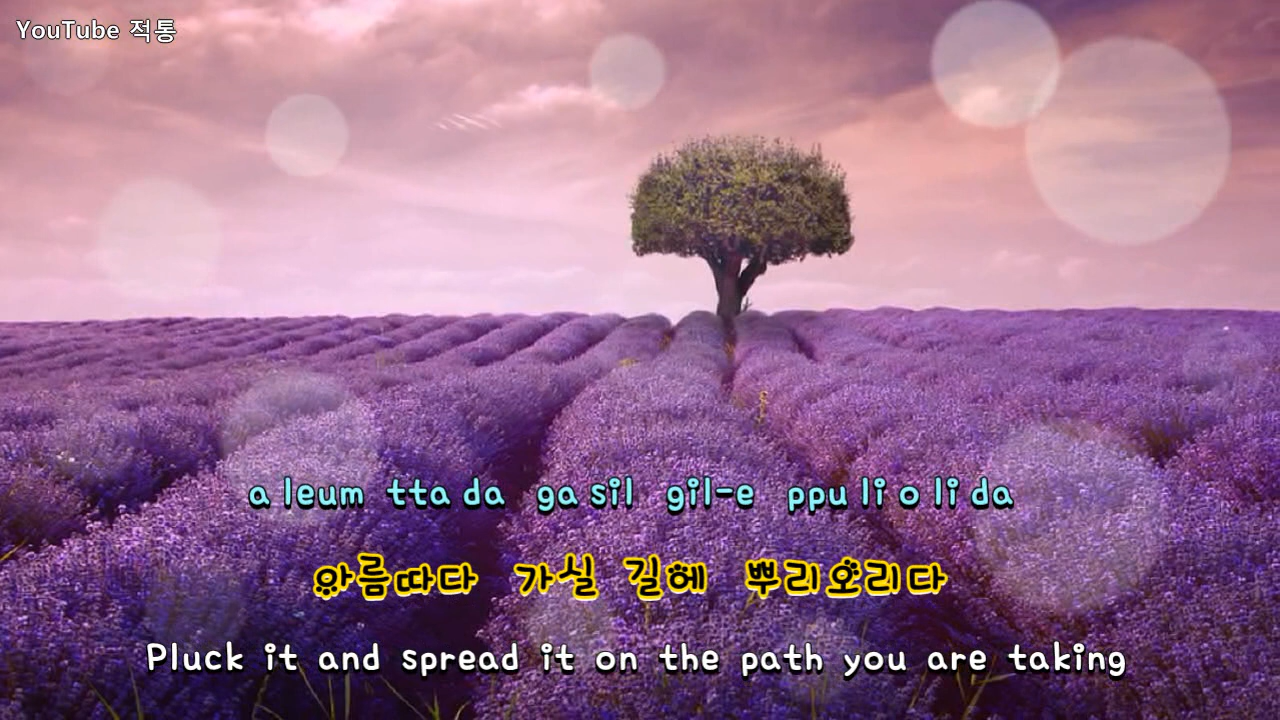 YouTube 적통
a leum tta da ga sil gil-e ppu li o li da
아름따다 가실 길헤 뿌리오리다
Pluck it and spread it on the path you are taking